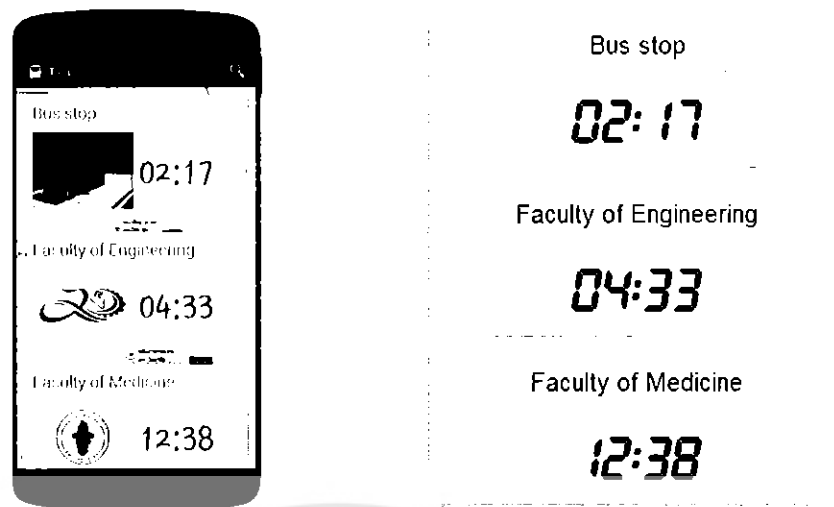 Bus stop
02:17
Faculty of Engineering
04:33
Faculty of Medicine
12:38
Bus stop
02:17
Faculty of Engineering
04:33
Faculty of Medicine
12:38